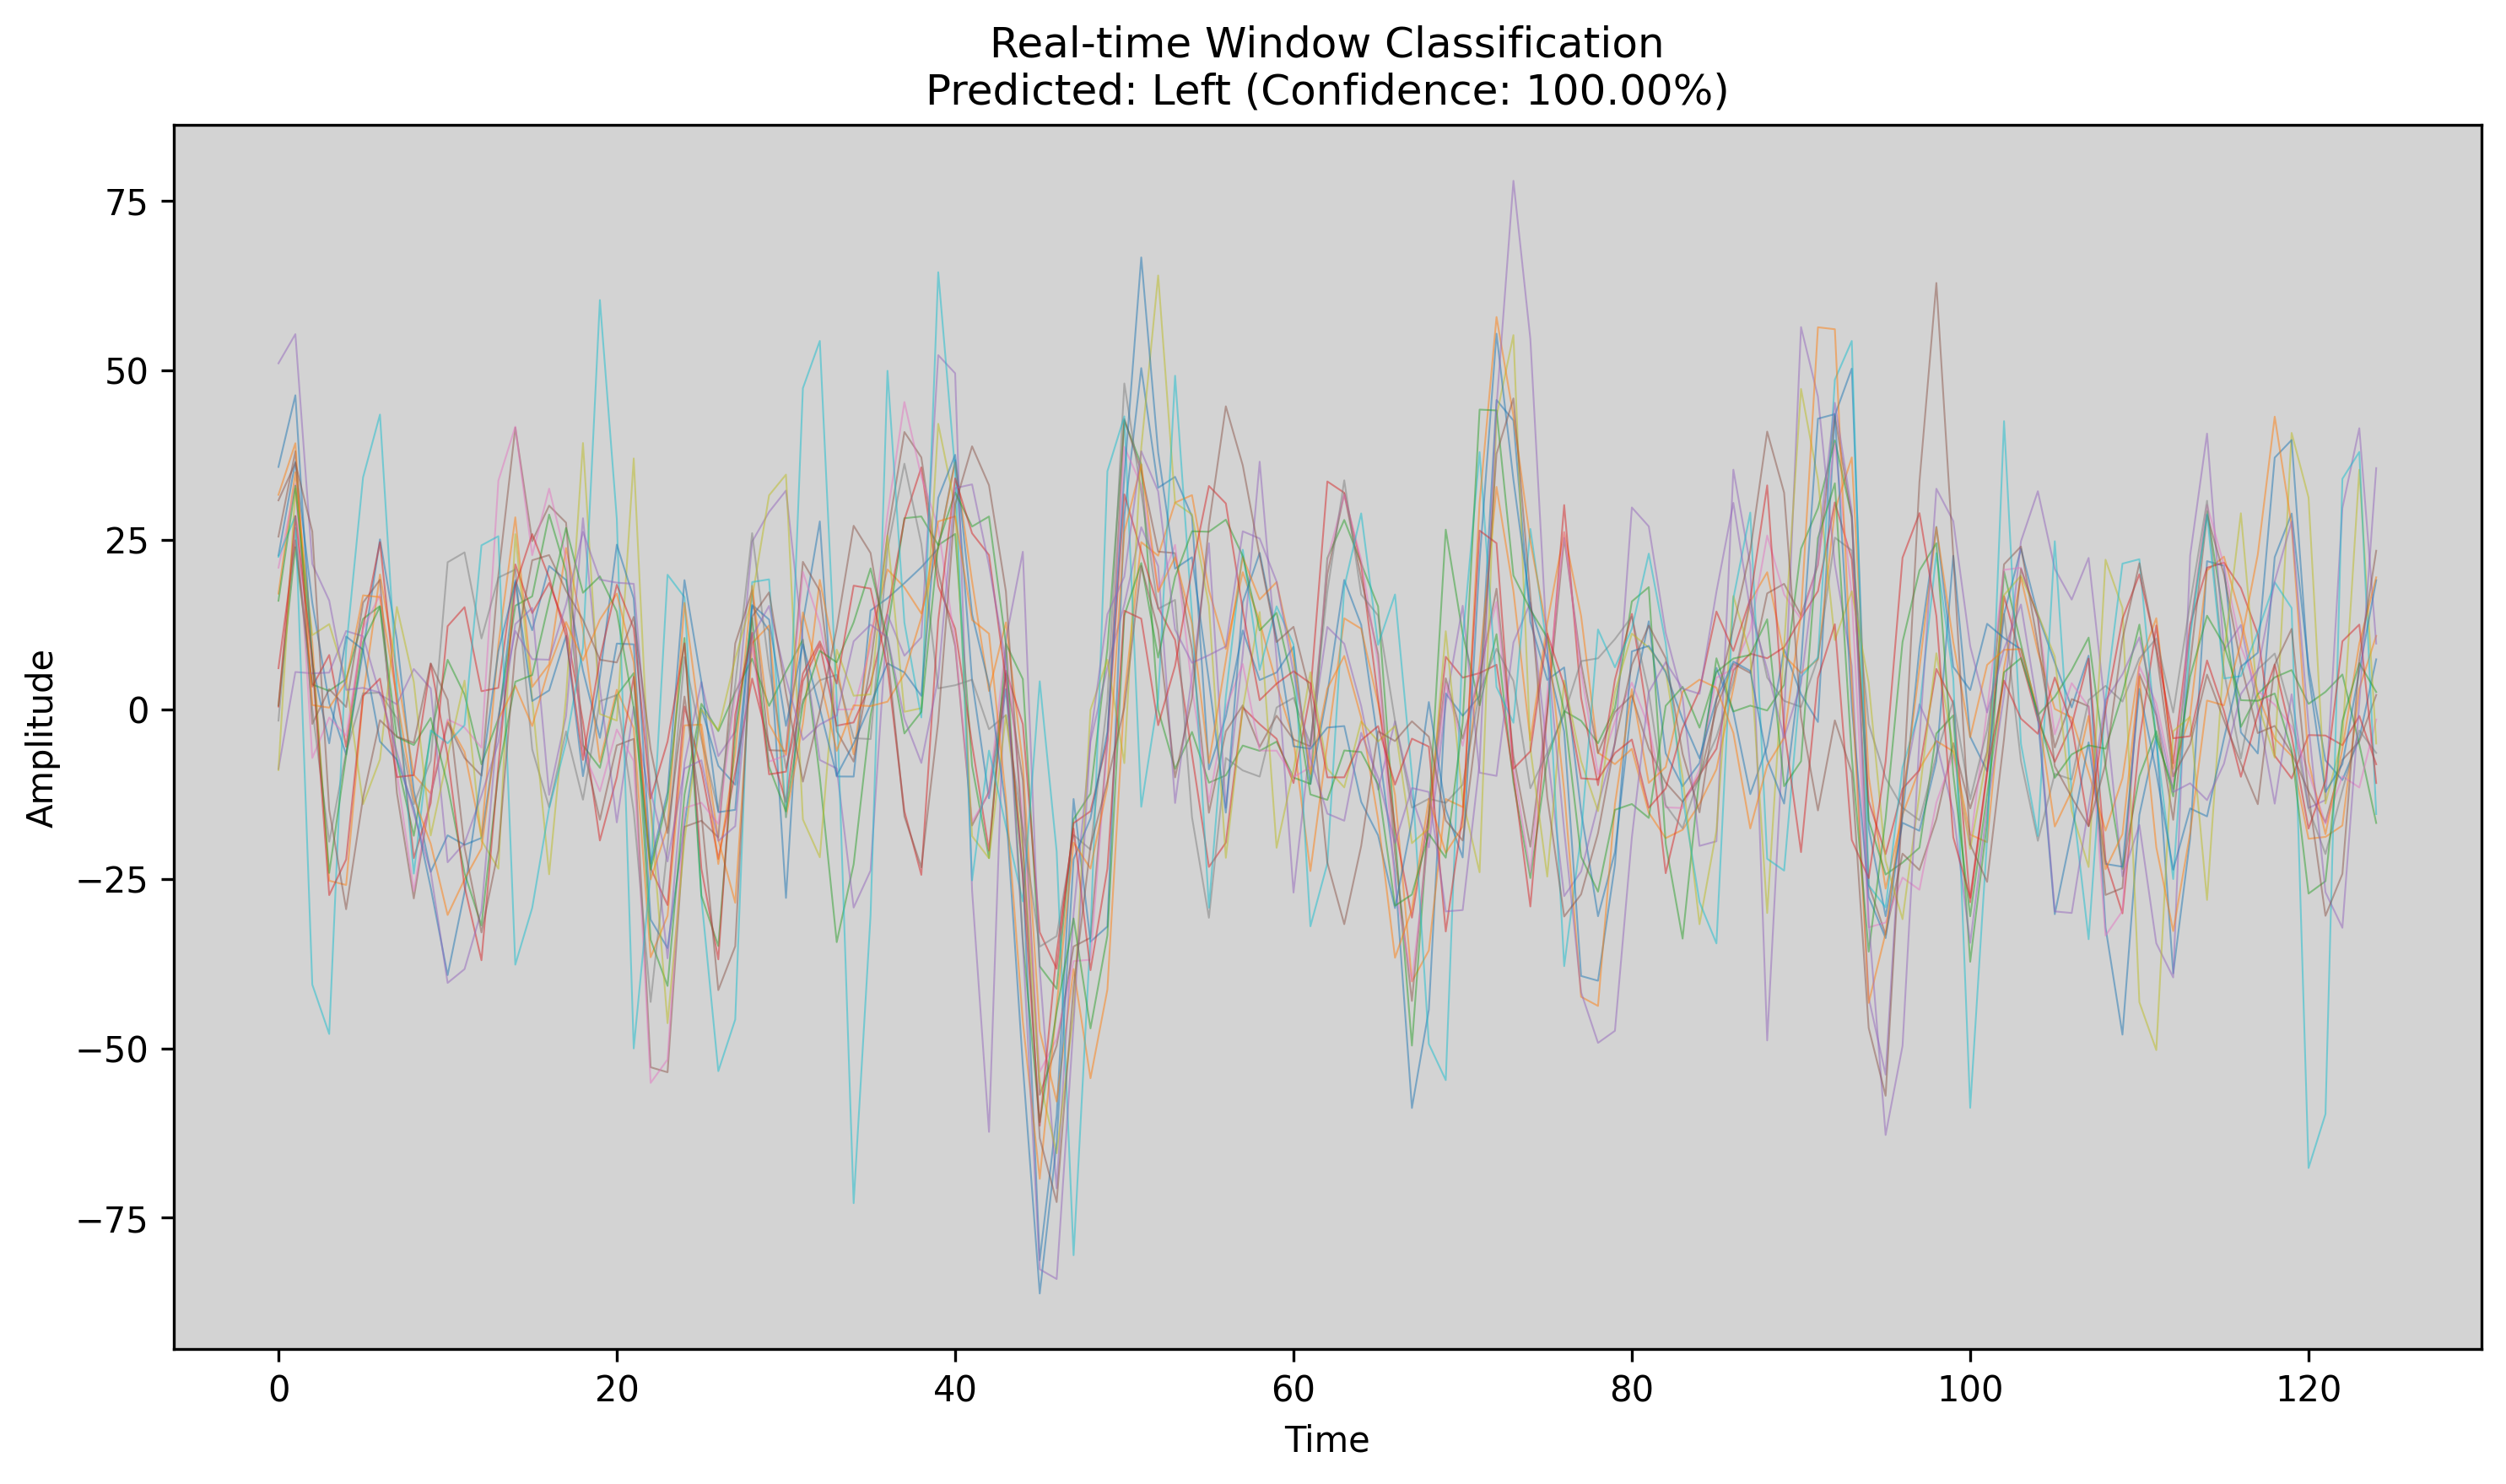 Real-time Window Classification
Predicted: Left (Confidence: 100.00%)
75
50
25
0
−25
−50
−75
Amplitude
0 20 40 60 80 100 120
Time